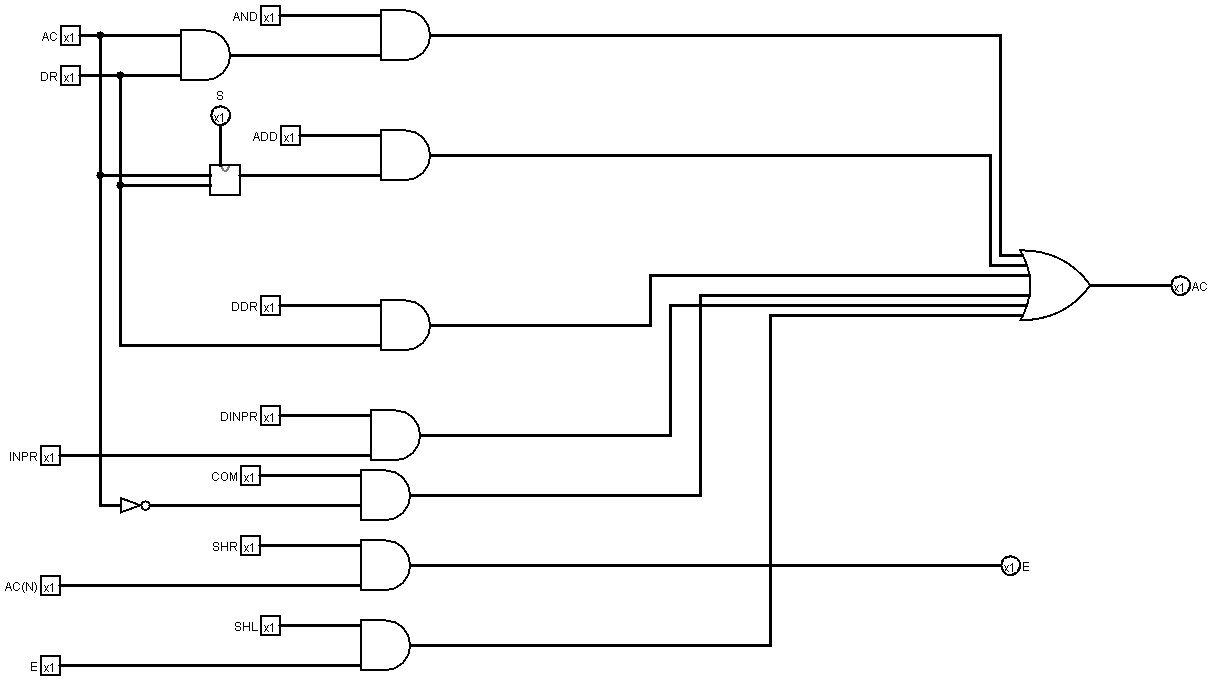 AND x1
AC x1
DR x1
S
x1
ADD x1
DDR x1
x1 AC
DINPR x1
INPR x1
COM x1
SHR x1
x1 E
AC(N) x1
SHL x1
E x1